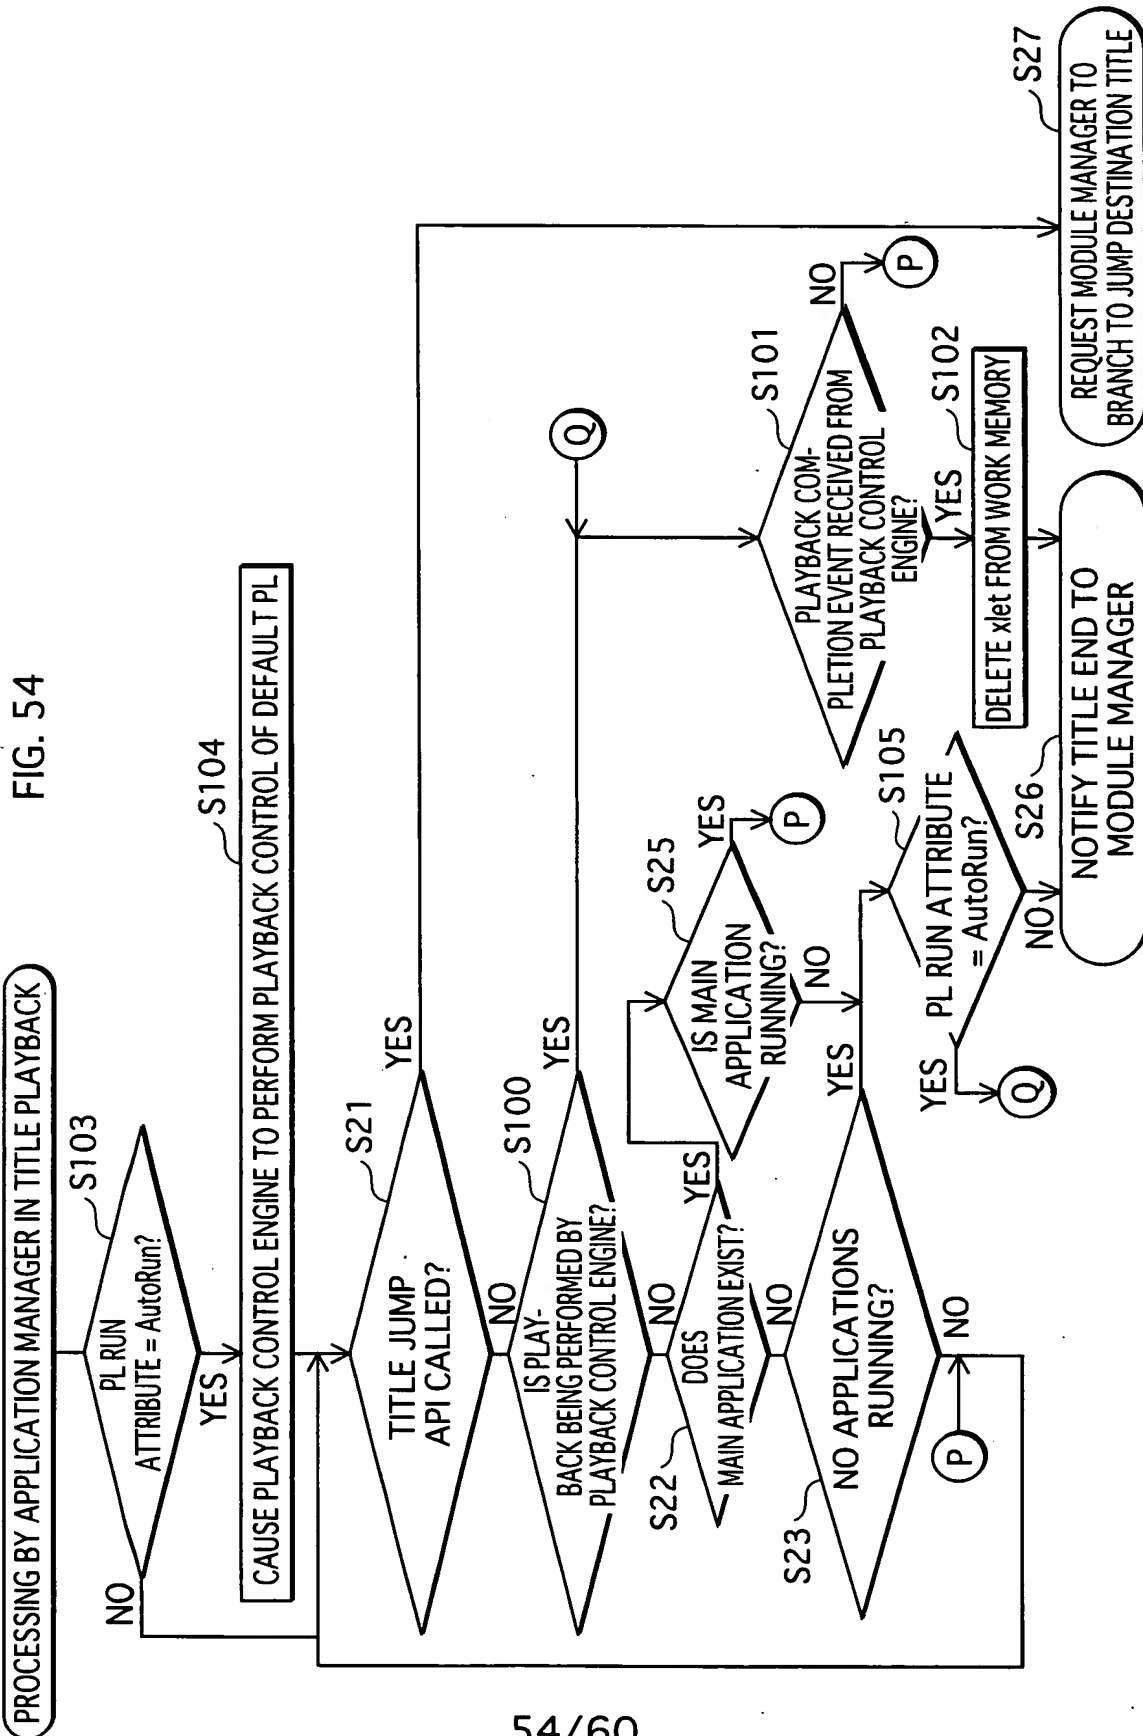 FIG. 54
PROCESSING BY APPLICATION MANAGER IN TITLE PLAYBACK
S103
PL RUN
ATTRIBUTE = AutoRun?
NO
YES
S104
CAUSE PLAYBACK CONTROL ENGINE TO PERFORM PLAYBACK CONTROL OF DEFAULT PL
S21
TITLE JUMP
API CALLED?
YES
NO
S100
IS PLAY-
BACK BEING PERFORMED BY
PLAYBACK CONTROL ENGINE?
YES
NO
Q
S22
DOES
MAIN APPLICATION EXIST?
YES
NO
S25
IS MAIN
APPLICATION
RUNNING?
YES
P
NO
S23
NO APPLICATIONS
RUNNING?
YES
NO
P
S105
PL RUN ATTRIBUTE
= AutoRun?
YES
Q
NO
S101
PLAYBACK COM-
PLETION EVENT RECEIVED FROM
PLAYBACK CONTROL
ENGINE?
NO
P
YES
S102
DELETE xlet FROM WORK MEMORY
S26
NOTIFY TITLE END TO
MODULE MANAGER
S27
REQUEST MODULE MANAGER TO
BRANCH TO JUMP DESTINATION TITLE
54/60